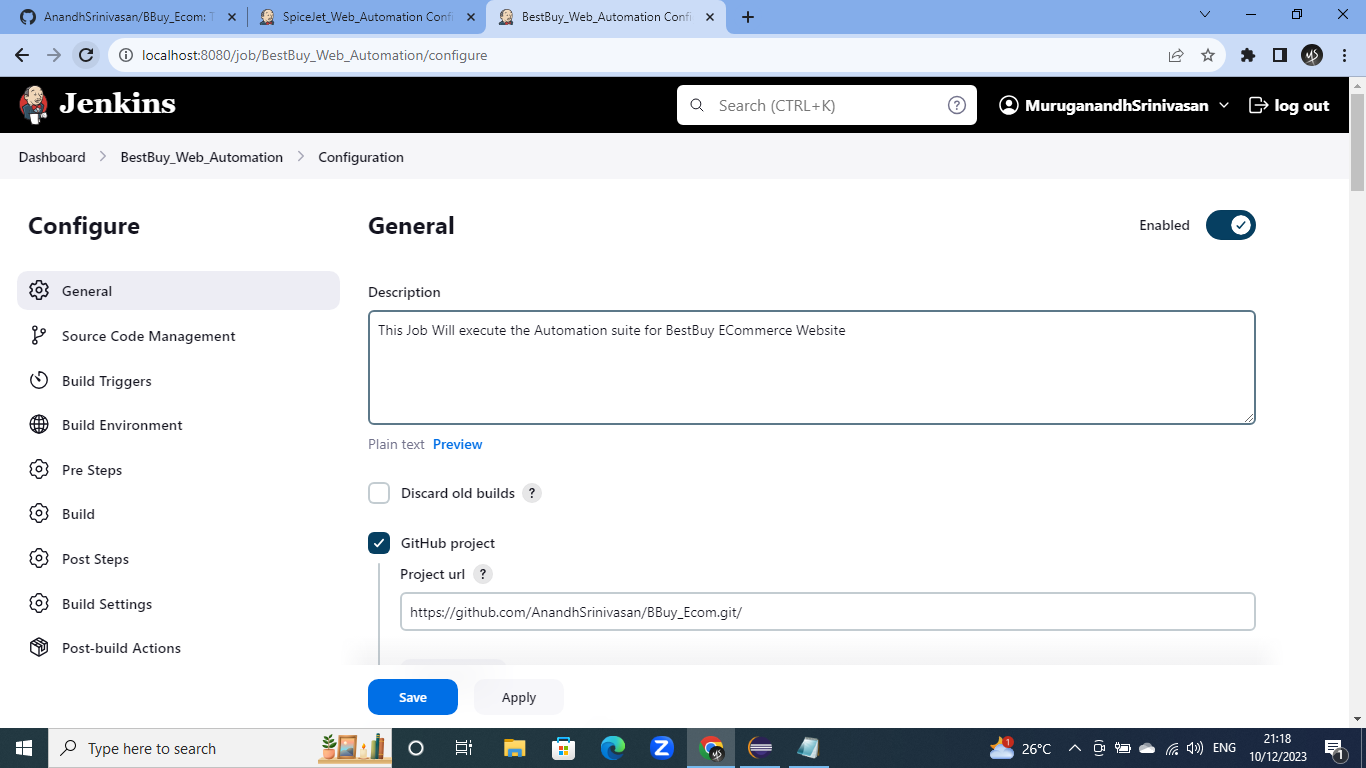 AnandhSrinivasan/BBuy_Ecom: T
SpiceJet_Web_Automation Confi
BestBuy_Web_Automation Confi
localhost:8080/job/BestBuy_Web_Automation/configure
Jenkins
Search (CTRL+K)
?
MuruganandhSrinivasan
log out
Dashboard
BestBuy_Web_Automation
Configuration
Configure
General
Source Code Management
Build Triggers
Build Environment
Pre Steps
Build
Post Steps
Build Settings
Post-build Actions
General
Enabled
Description
This Job Will execute the Automation suite for BestBuy ECommerce Website
Plain text Preview
Discard old builds ?
GitHub project
Project url ?
https://github.com/AnandhSrinivasan/BBuy_Ecom.git/
Save
Apply
Type here to search
1
26°C
ENG
21:18
10/12/2023
1